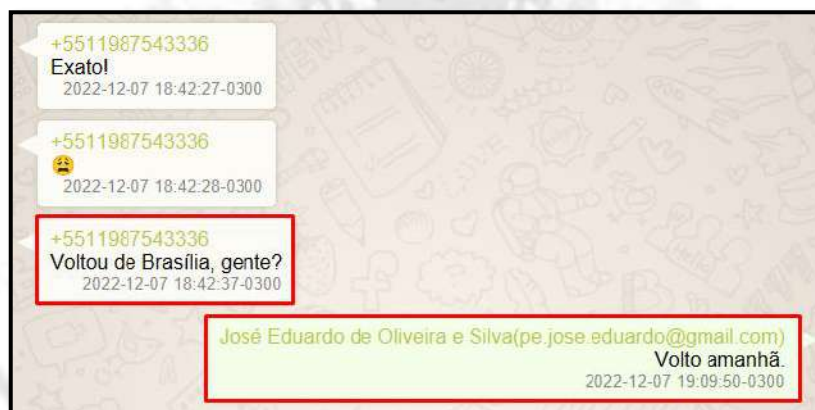 +5511987543336
Exato!
2022-12-07 18:42:27-0300
+5511987543336
😩
2022-12-07 18:42:28-0300
+5511987543336
Voltou de Brasília, gente?
2022-12-07 18:42:37-0300
José Eduardo de Oliveira e Silva(pe.jose.eduardo@gmail.com)
Volto amanhã.
2022-12-07 19:09:50-0300